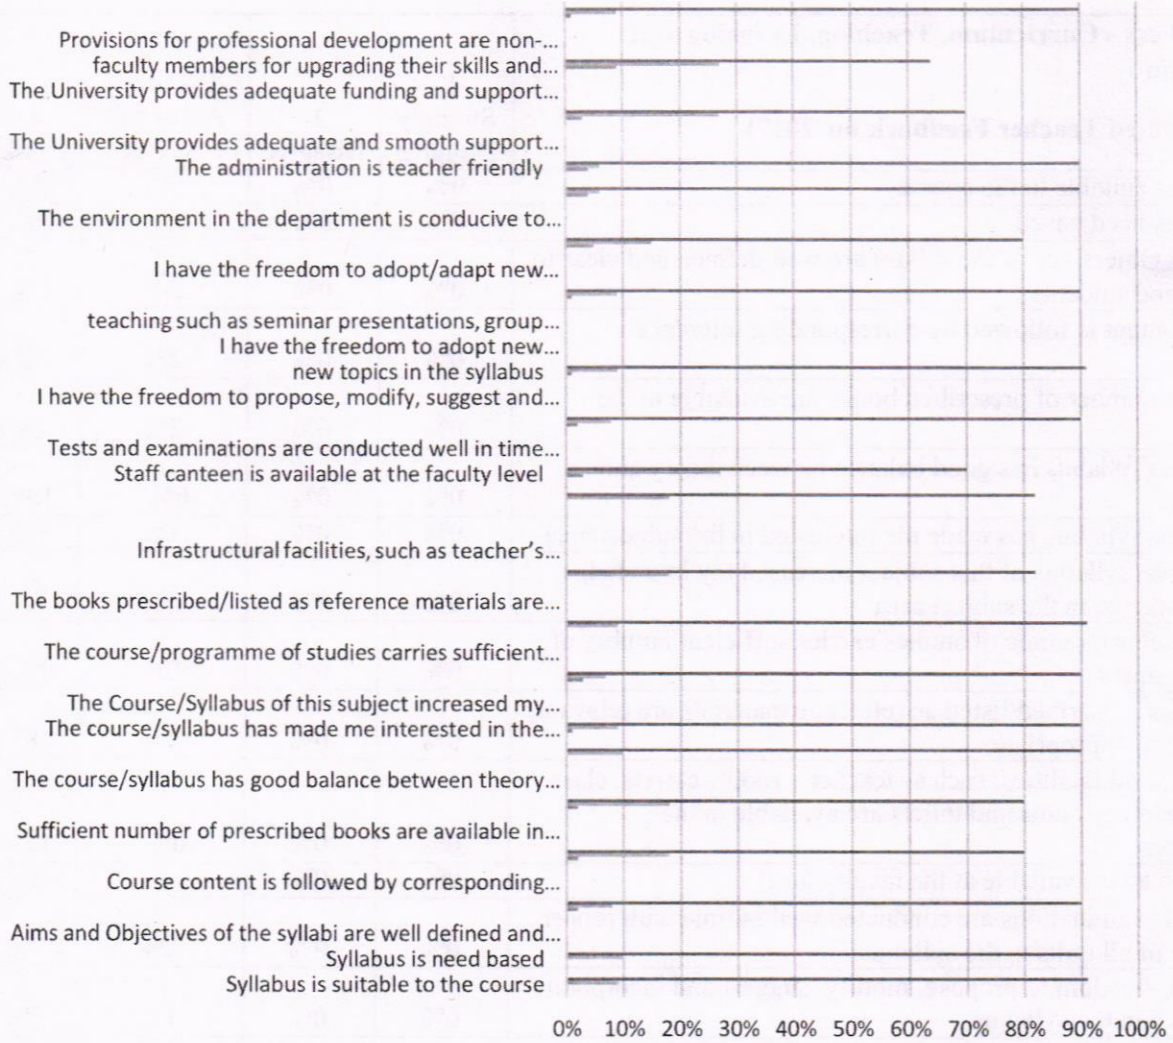 Provisions for professional development are non-...
faculty members for upgrading their skills and...
The University provides adequate funding and support...
The University provides adequate and smooth support...
The administration is teacher friendly
The environment in the department is conducive to...
I have the freedom to adopt/adapt new...
teaching such as seminar presentations, group...
I have the freedom to adopt new...
new topics in the syllabus
I have the freedom to propose, modify, suggest and...
Tests and examinations are conducted well in time...
Staff canteen is available at the faculty level
Infrastructural facilities, such as teacher's...
The books prescribed/listed as reference materials are...
The course/programme of studies carries sufficient...
The Course/Syllabus of this subject increased my...
The course/syllabus has made me interested in the...
The course/syllabus has good balance between theory...
Sufficient number of prescribed books are available in...
Course content is followed by corresponding...
Aims and Objectives of the syllabi are well defined and...
Syllabus is need based
Syllabus is suitable to the course
0% 10% 20% 30% 40% 50% 60% 70% 80% 90% 100%